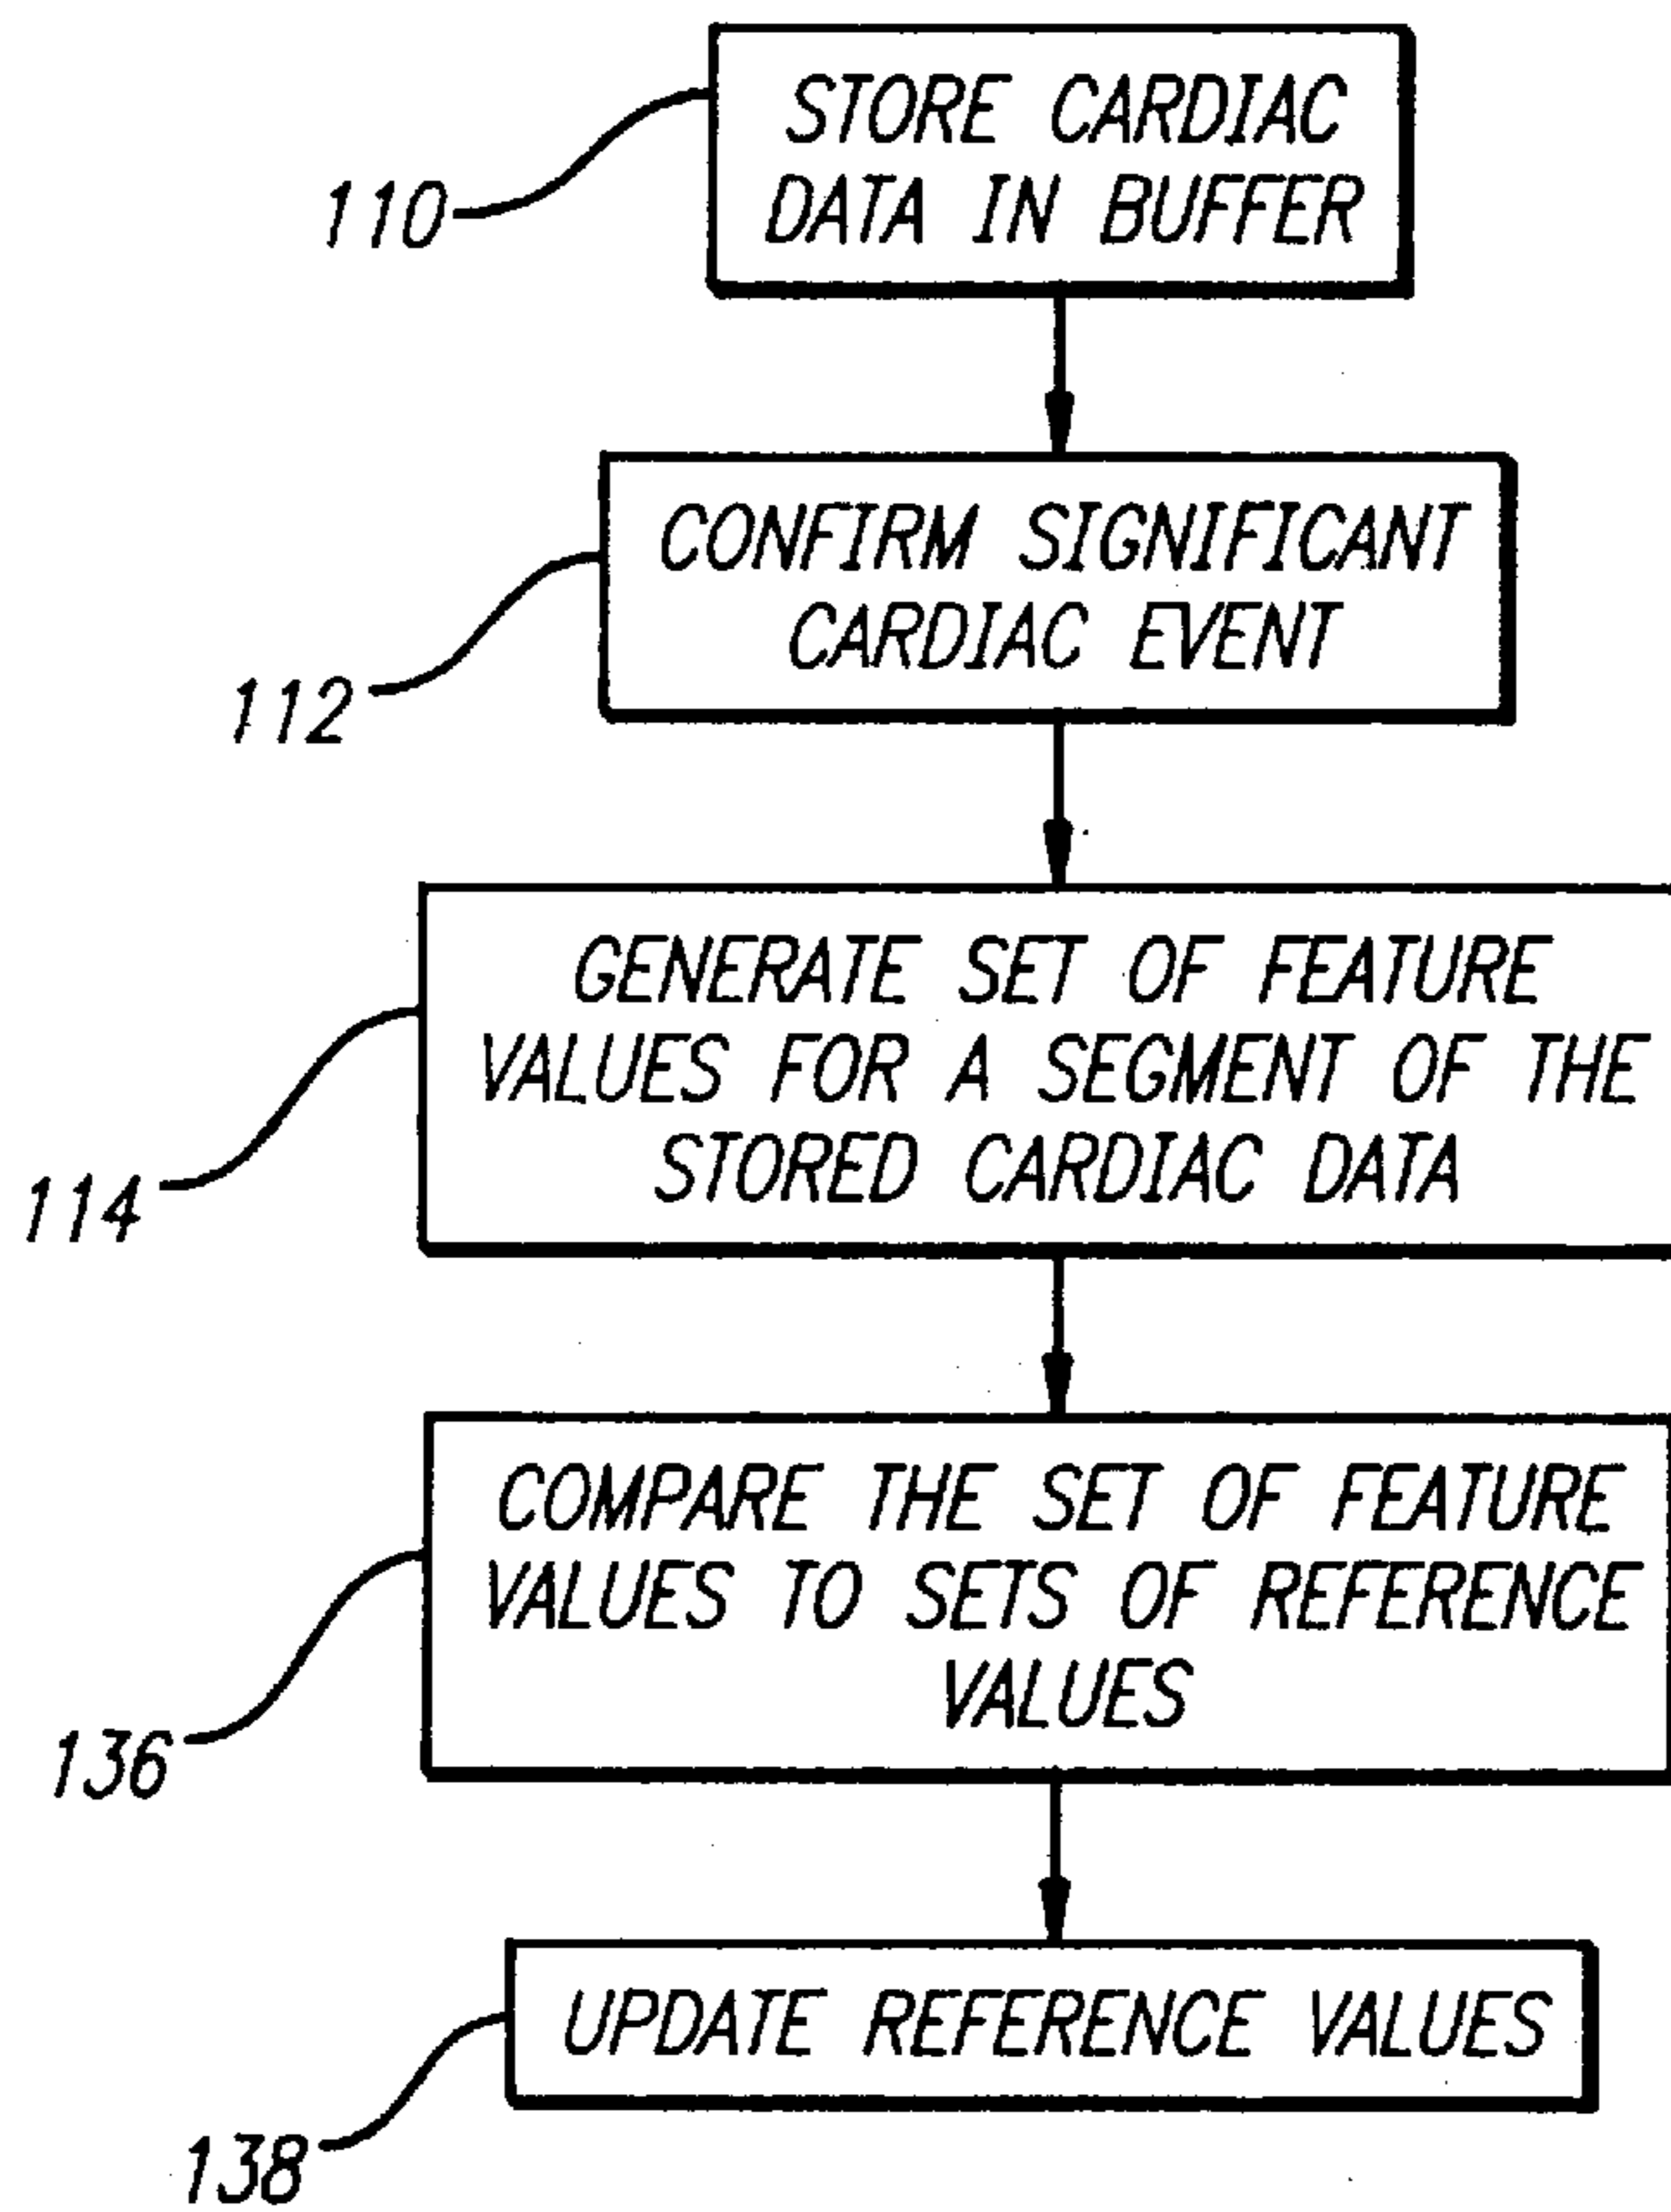 STORE CARDIAC
DATA IN BUFFER
110
CONFIRM SIGNIFICANT
CARDIAC EVENT
112
GENERATE SET OF FEATURE
VALUES FOR A SEGMENT OF THE
STORED CARDIAC DATA
114
COMPARE THE SET OF FEATURE
VALUES TO SETS OF REFERENCE
VALUES
136
UPDATE REFERENCE VALUES
138